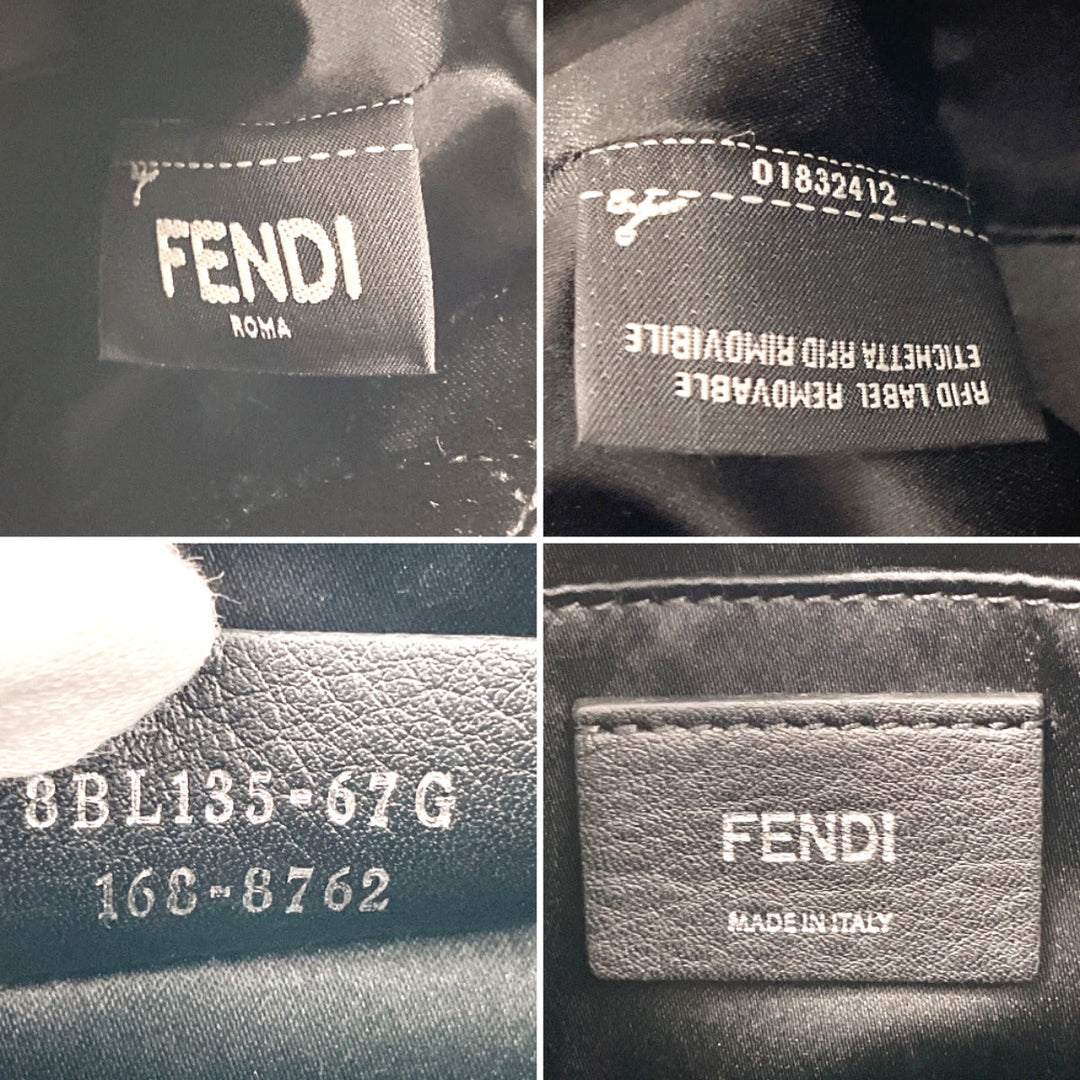 FENDI
ROMA
01832412
RFID LABEL REMOVABLE
ETICHETTA RFID RIMOVIBILE
8BL135-67G
168-8762
FENDI
MADE IN ITALY